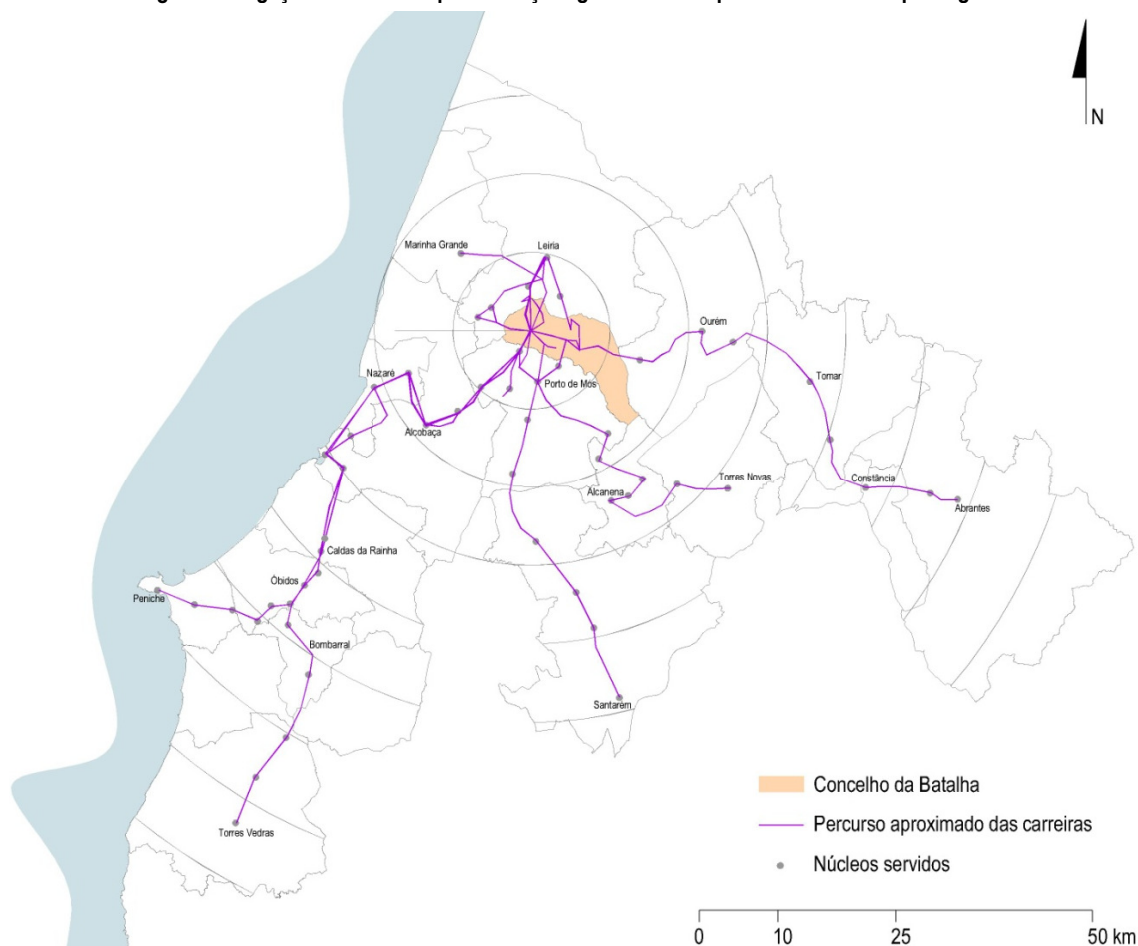 N
Marinha Grande
Leiria
Ourém
Nazaré
Porto de Mós
Tomar
Alcobaça
Torres Novas
Alcanena
Constância
Abrantes
Caldas da Rainha
Óbidos
Peniche
Bombarral
Santarém
Torres Vedras
Concelho da Batalha
Percurso aproximado das carreiras
Núcleos servidos
0 10 25 50 km